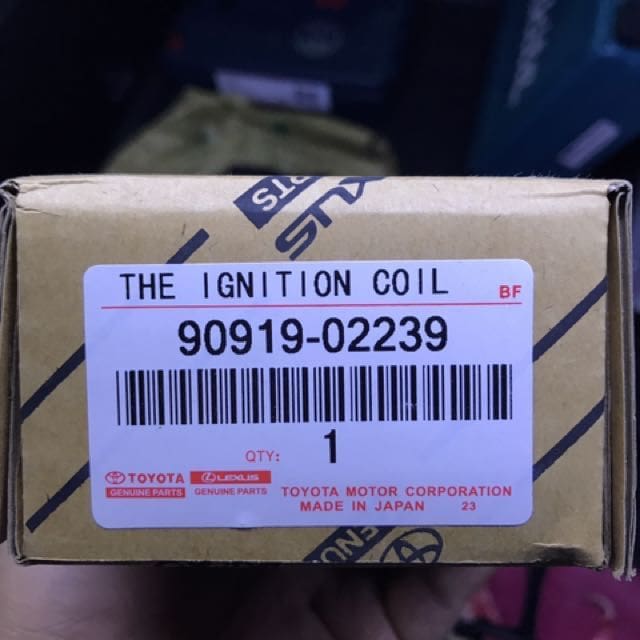 PARTS
THE IGNITION COIL BF
90919-02239
QTY: 1
TOYOTA LEXUS
GENUINE PARTS GENUINE PARTS TOYOTA MOTOR CORPORATION
MADE IN JAPAN 23